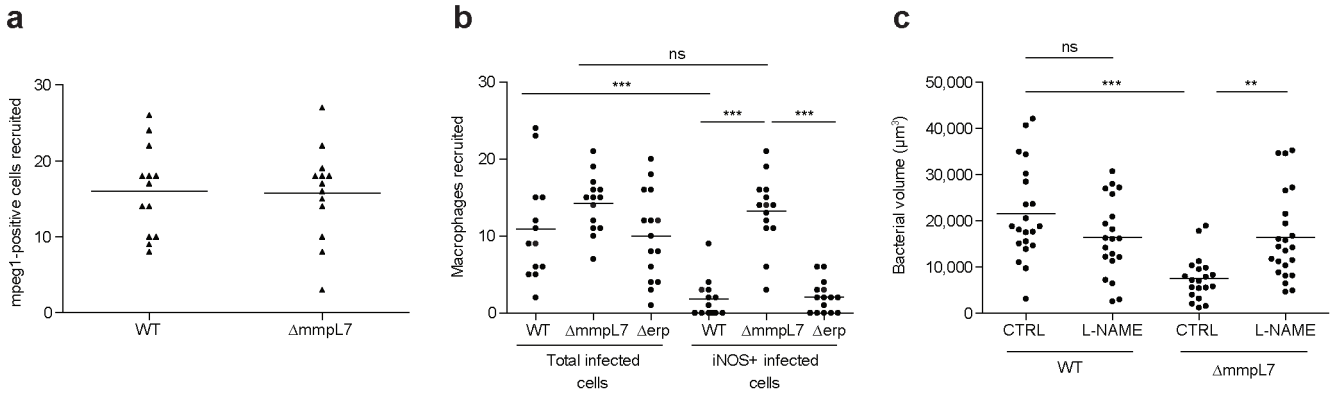 a
mpeg1-positive cells recruited
30
20
10
0
WT
ΔmmpL7
b
Macrophages recruited
30
20
10
0
ns
***
***
***
WT
ΔmmpL7
Δerp
WT
ΔmmpL7
Δerp
Total infected
cells
iNOS+ infected
cells
c
Bacterial volume (µm³)
50,000
40,000
30,000
20,000
10,000
0
ns
***
**
CTRL
L-NAME
CTRL
L-NAME
WT
ΔmmpL7